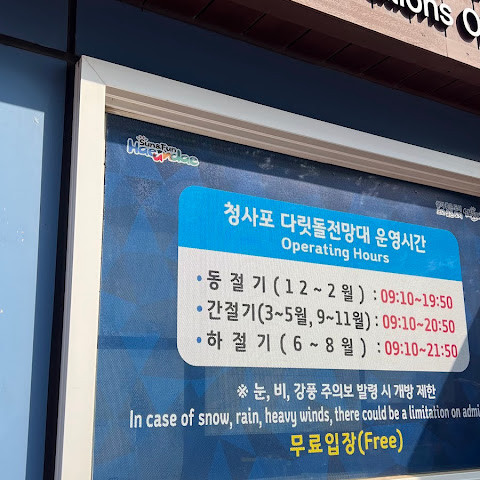 Sun&Fun
Haeundae
청사포 다릿돌전망대 운영시간
Operating Hours
•동 절 기 ( 1 2 ~ 2 월 ) : 09:10~19:50
•간절기(3~5월, 9~11월) : 09:10~20:50
•하 절 기 ( 6 ~ 8 월 ) : 09:10~21:50
※ 눈, 비, 강풍 주의보 발령 시 개방 제한
In case of snow, rain, heavy winds, there could be a limitation on admi
무료입장(Free)